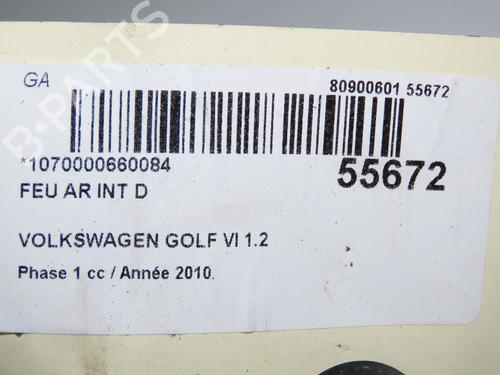 GA
80900601 55672
*1070000660084
55672
FEU AR INT D
VOLKSWAGEN GOLF VI 1.2
Phase 1 cc / Année 2010.
B-PARTS